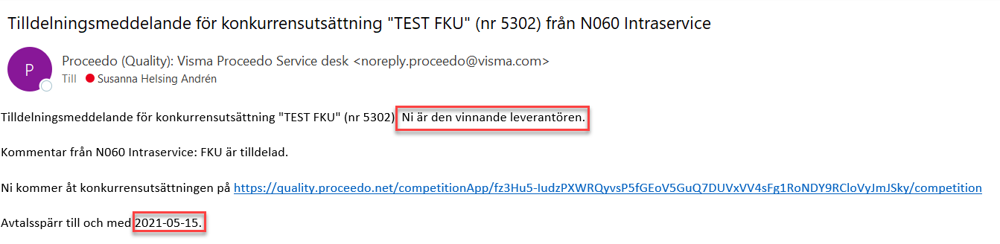 Tilldelningsmeddelande för konkurrensutsättning "TEST FKU" (nr 5302) från N060 Intraservice
P
Proceedo (Quality): Visma Proceedo Service desk <noreply.proceedo@visma.com>
Till Susanna Helsing Andrén
Tilldelningsmeddelande för konkurrensutsättning "TEST FKU" (nr 5302) Ni är den vinnande leverantören.
Kommentar från N060 Intraservice: FKU är tilldelad.
Ni kommer åt konkurrensutsättningen på https://quality.proceedo.net/competitionApp/fz3Hu5-IudzPXWRQyvsP5fGEoV5GuQ7DUVxVV4sFg1RoNDY9RCloVyJmJSky/competition
Avtalsspärr till och med 2021-05-15.